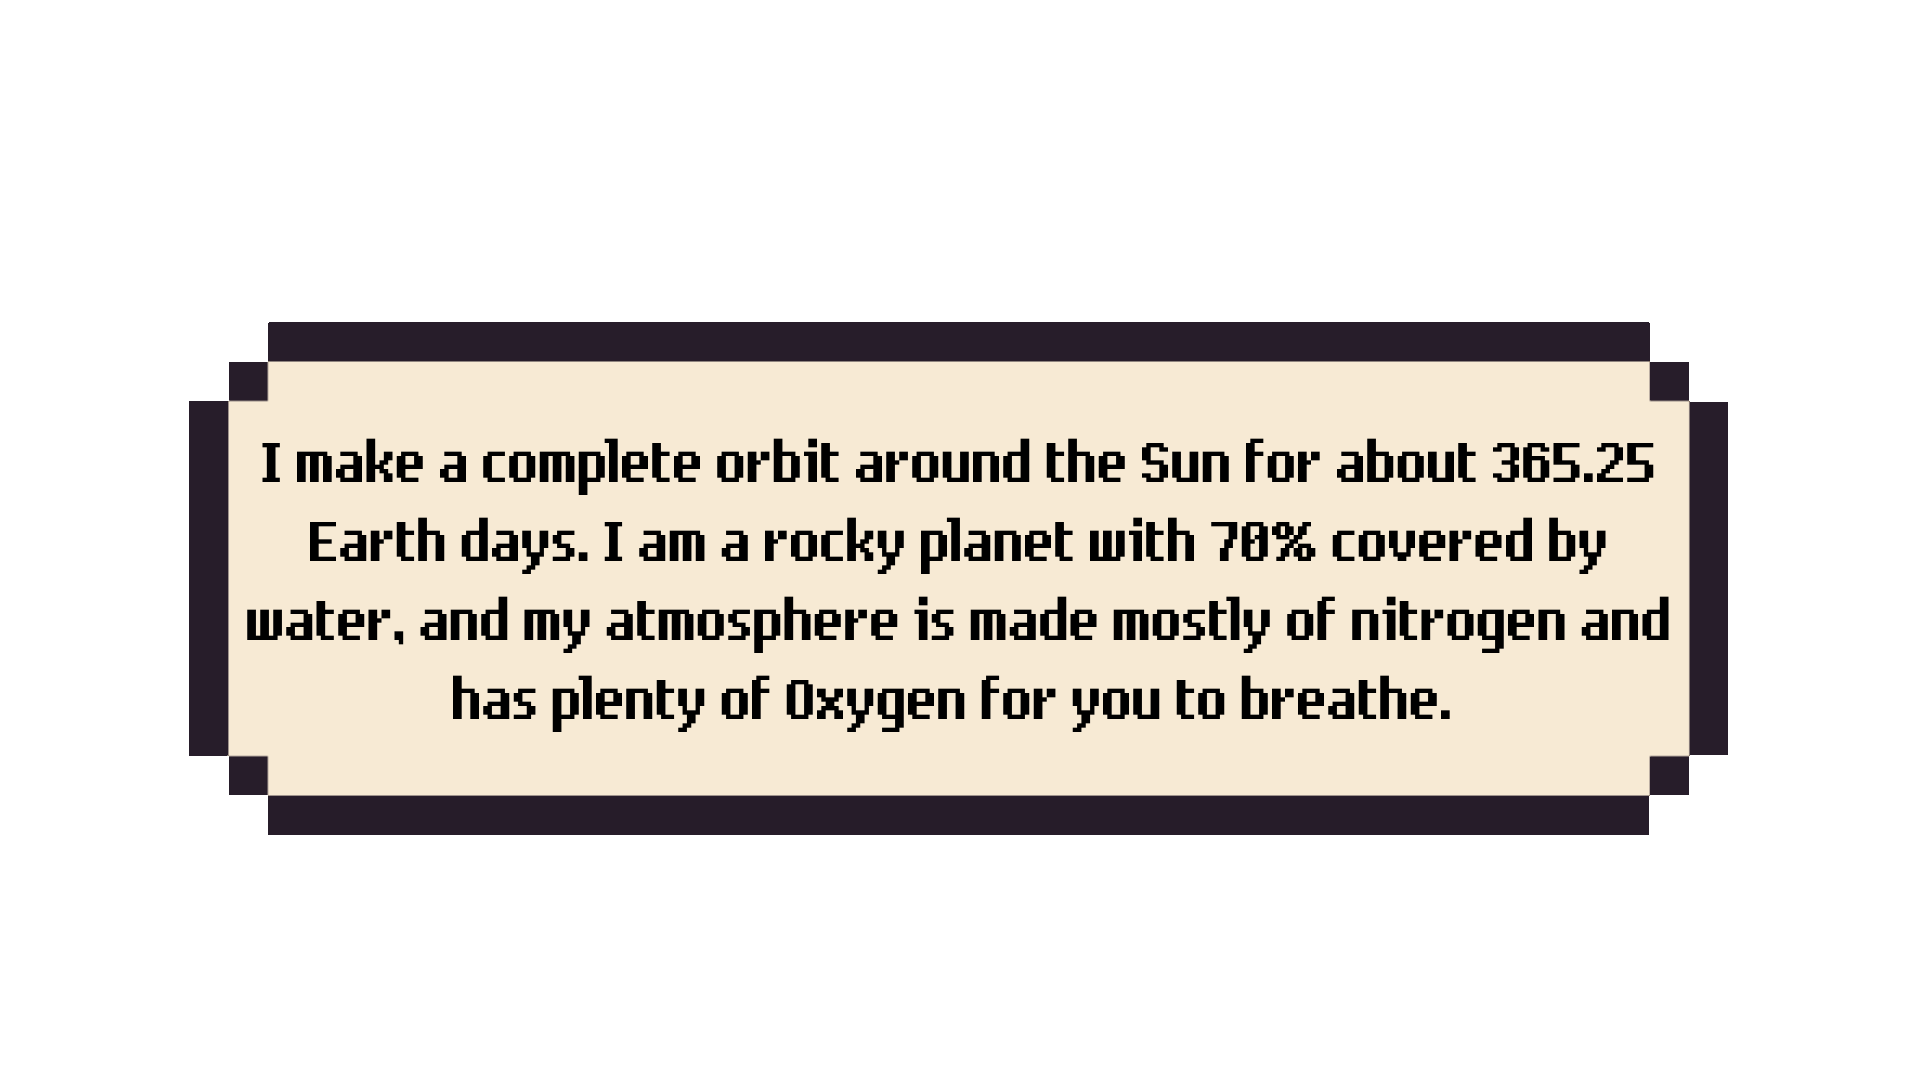 I make a complete orbit around the Sun for about 365.25
Earth days. I am a rocky planet with 70% covered by
water, and my atmosphere is made mostly of nitrogen and
has plenty of Oxygen for you to breathe.